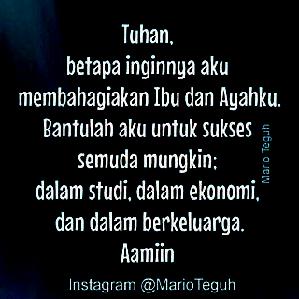 Tuhan,
betapa inginnya aku
membahagiakan Ibu dan Ayahku.
Bantulah aku untuk sukses
semuda mungkin;
dalam studi, dalam ekonomi,
dan dalam berkeluarga.
Aamiin
Mario Teguh
Instagram @MarioTeguh